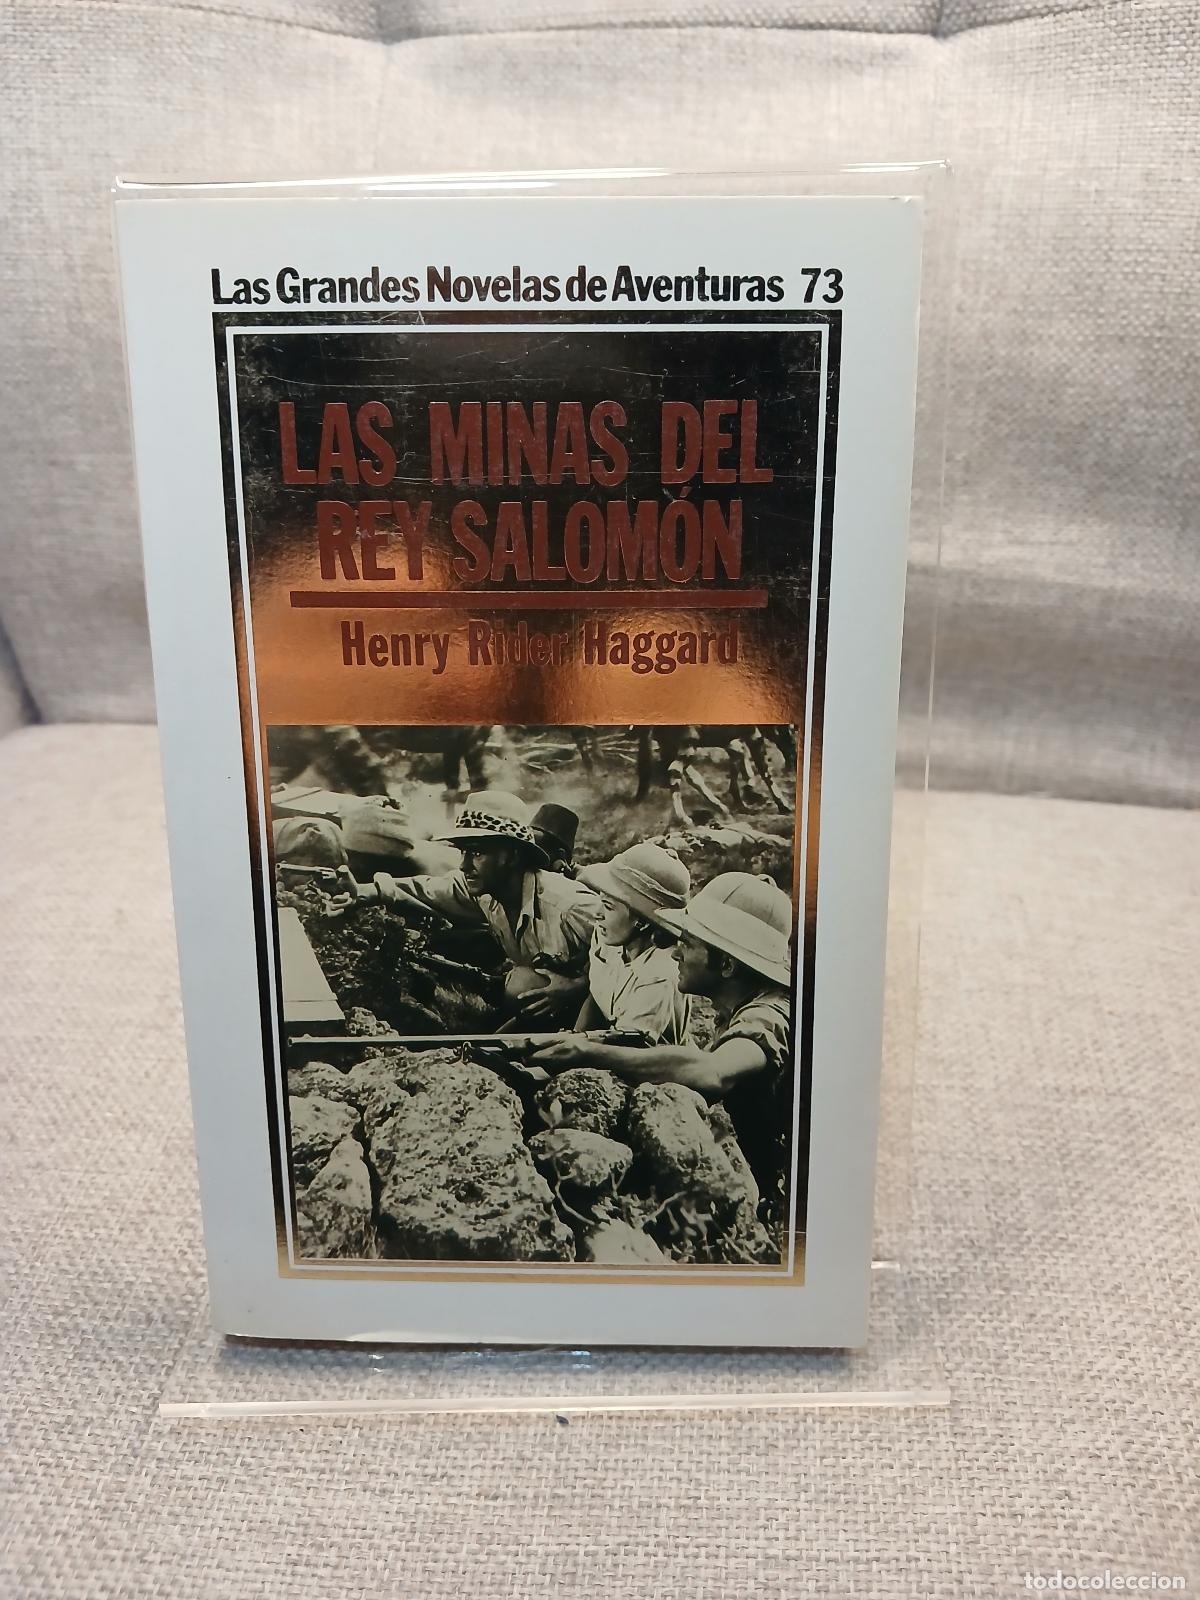 Las Grandes Novelas de Aventuras 73
LAS MINAS DEL
REY SALOMÓN
Henry Rider Haggard
todocoleccion